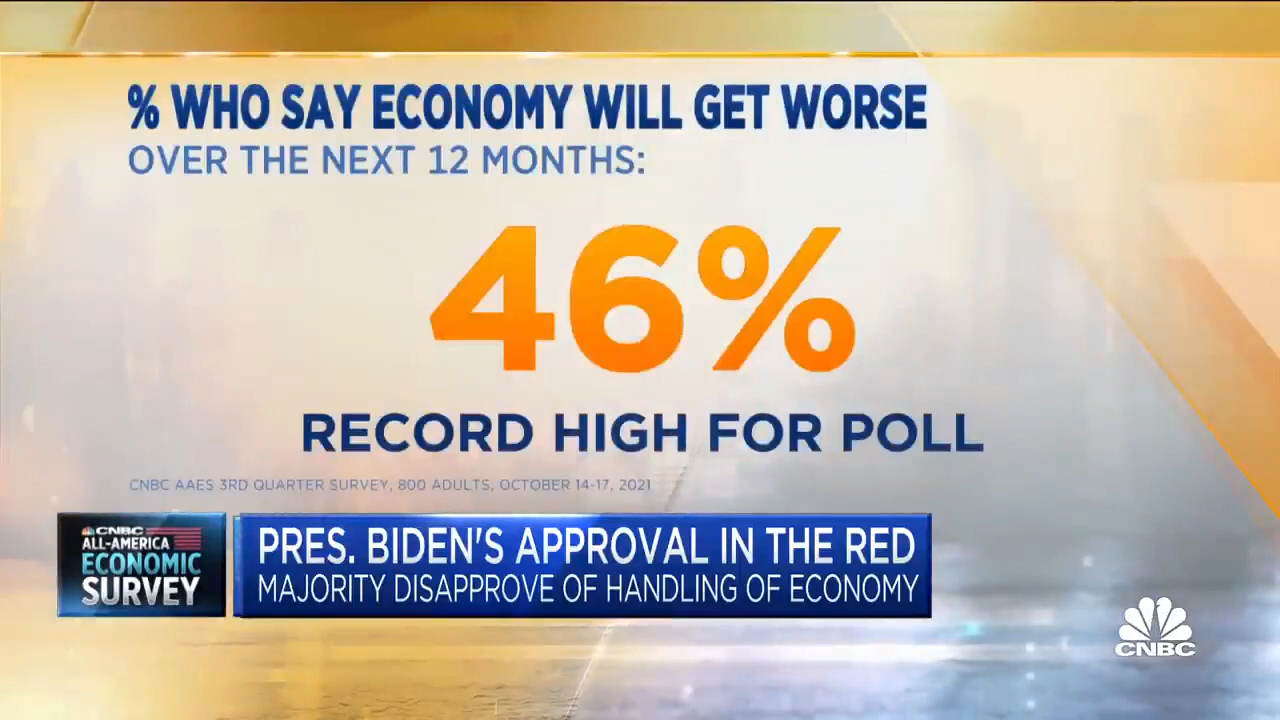 % WHO SAY ECONOMY WILL GET WORSE
OVER THE NEXT 12 MONTHS:
46%
RECORD HIGH FOR POLL
CNBC AAES 3RD QUARTER SURVEY, 800 ADULTS, OCTOBER 14-17, 2021
CNBC
ALL-AMERICA
ECONOMIC
SURVEY
PRES. BIDEN'S APPROVAL IN THE RED
MAJORITY DISAPPROVE OF HANDLING OF ECONOMY
CNBC